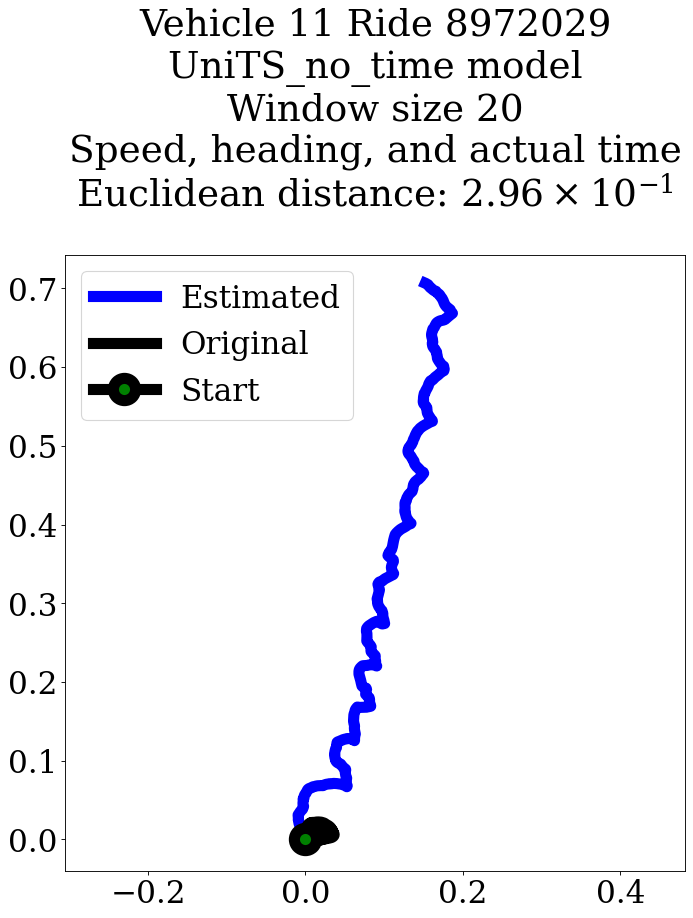 Vehicle 11 Ride 8972029
UniTS_no_time model
Window size 20
Speed, heading, and actual time
Euclidean distance: 2.96 × 10⁻¹
Estimated
Original
Start
0.7
0.6
0.5
0.4
0.3
0.2
0.1
0.0
−0.2
0.0
0.2
0.4